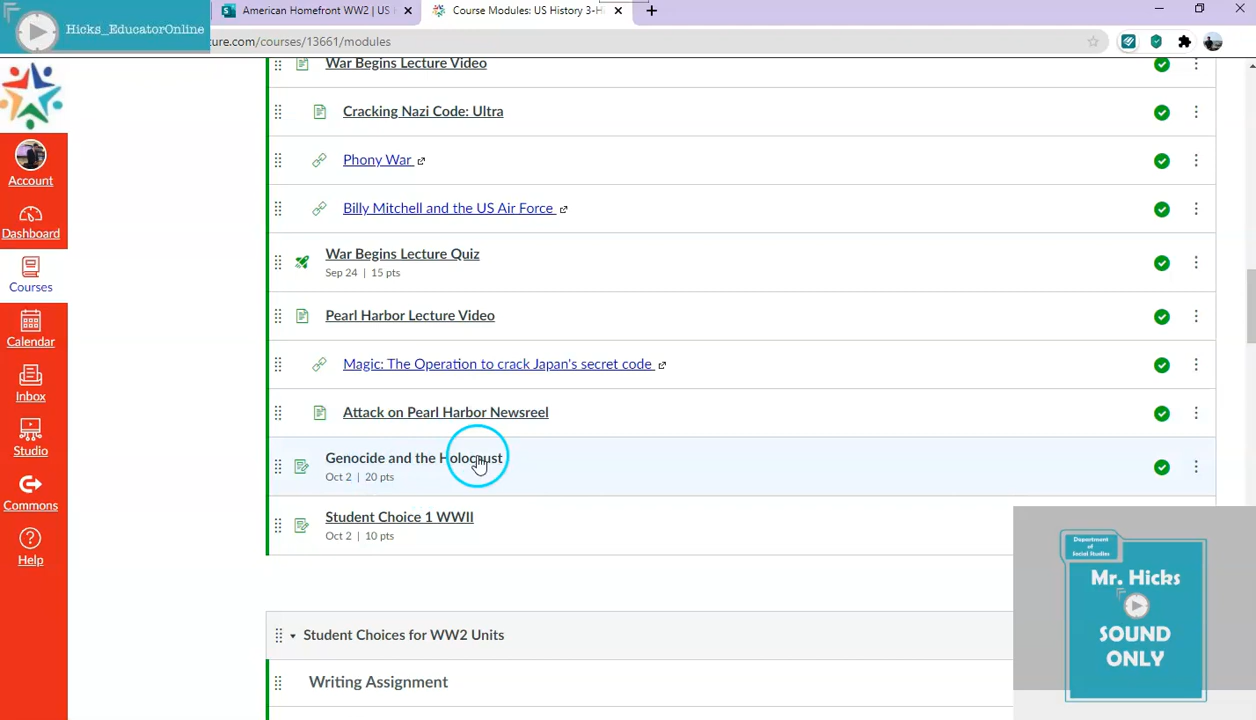 American Homefront WW2 | US
Course Modules: US History 3-H
Hicks_EducatorOnline
ure.com/courses/13661/modules
War Begins Lecture Video
Cracking Nazi Code: Ultra
Account
Phony War
Billy Mitchell and the US Air Force
Dashboard
War Begins Lecture Quiz
Sep 24 | 15 pts
Courses
Pearl Harbor Lecture Video
Calendar
Magic: The Operation to crack Japan's secret code
Inbox
Attack on Pearl Harbor Newsreel
Studio
Genocide and the Holocaust
Oct 2 | 20 pts
Commons
Student Choice 1 WWII
Oct 2 | 10 pts
Help
Department
of
Social Studies
Mr. Hicks
SOUND
ONLY
Student Choices for WW2 Units
Writing Assignment